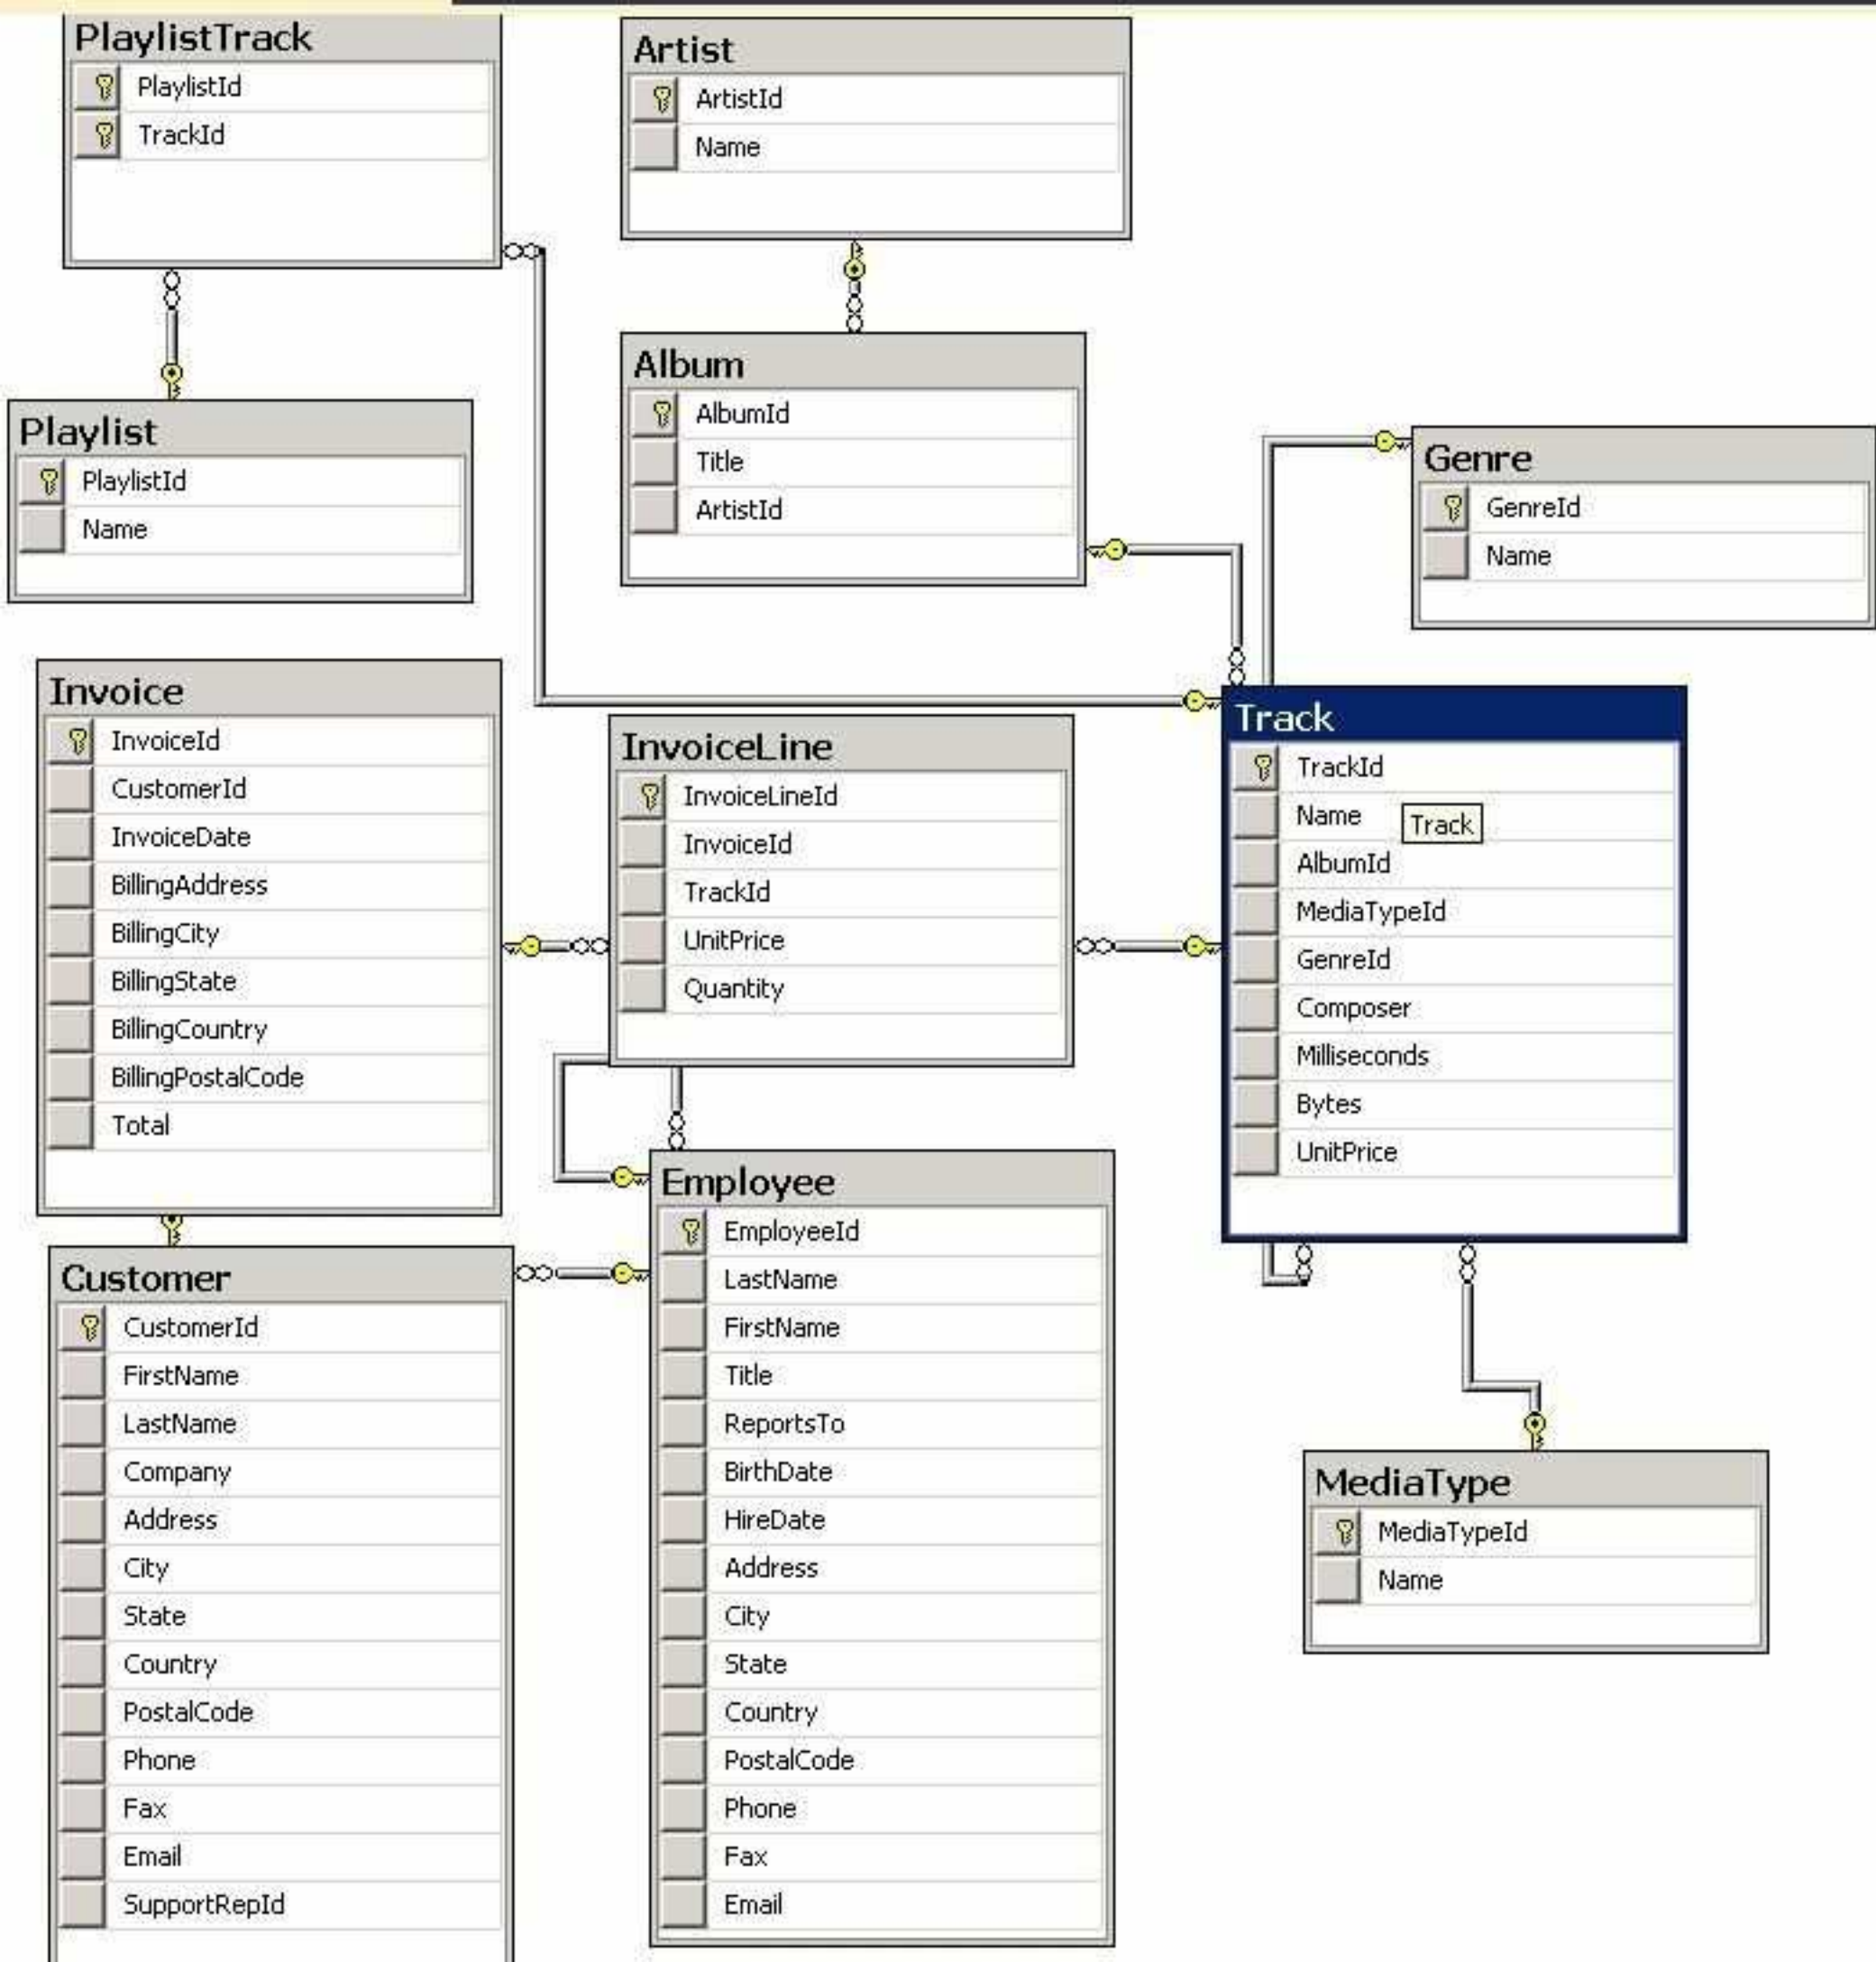 PlaylistTrack
PlaylistId
TrackId
Artist
ArtistId
Name
Playlist
PlaylistId
Name
Album
AlbumId
Title
ArtistId
Genre
GenreId
Name
Invoice
InvoiceId
CustomerId
InvoiceDate
BillingAddress
BillingCity
BillingState
BillingCountry
BillingPostalCode
Total
InvoiceLine
InvoiceLineId
InvoiceId
TrackId
UnitPrice
Quantity
Track
TrackId
Name
Track
AlbumId
MediaTypeId
GenreId
Composer
Milliseconds
Bytes
UnitPrice
Customer
CustomerId
FirstName
LastName
Company
Address
City
State
Country
PostalCode
Phone
Fax
Email
SupportRepId
Employee
EmployeeId
LastName
FirstName
Title
ReportsTo
BirthDate
HireDate
Address
City
State
Country
PostalCode
Phone
Fax
Email
MediaType
MediaTypeId
Name